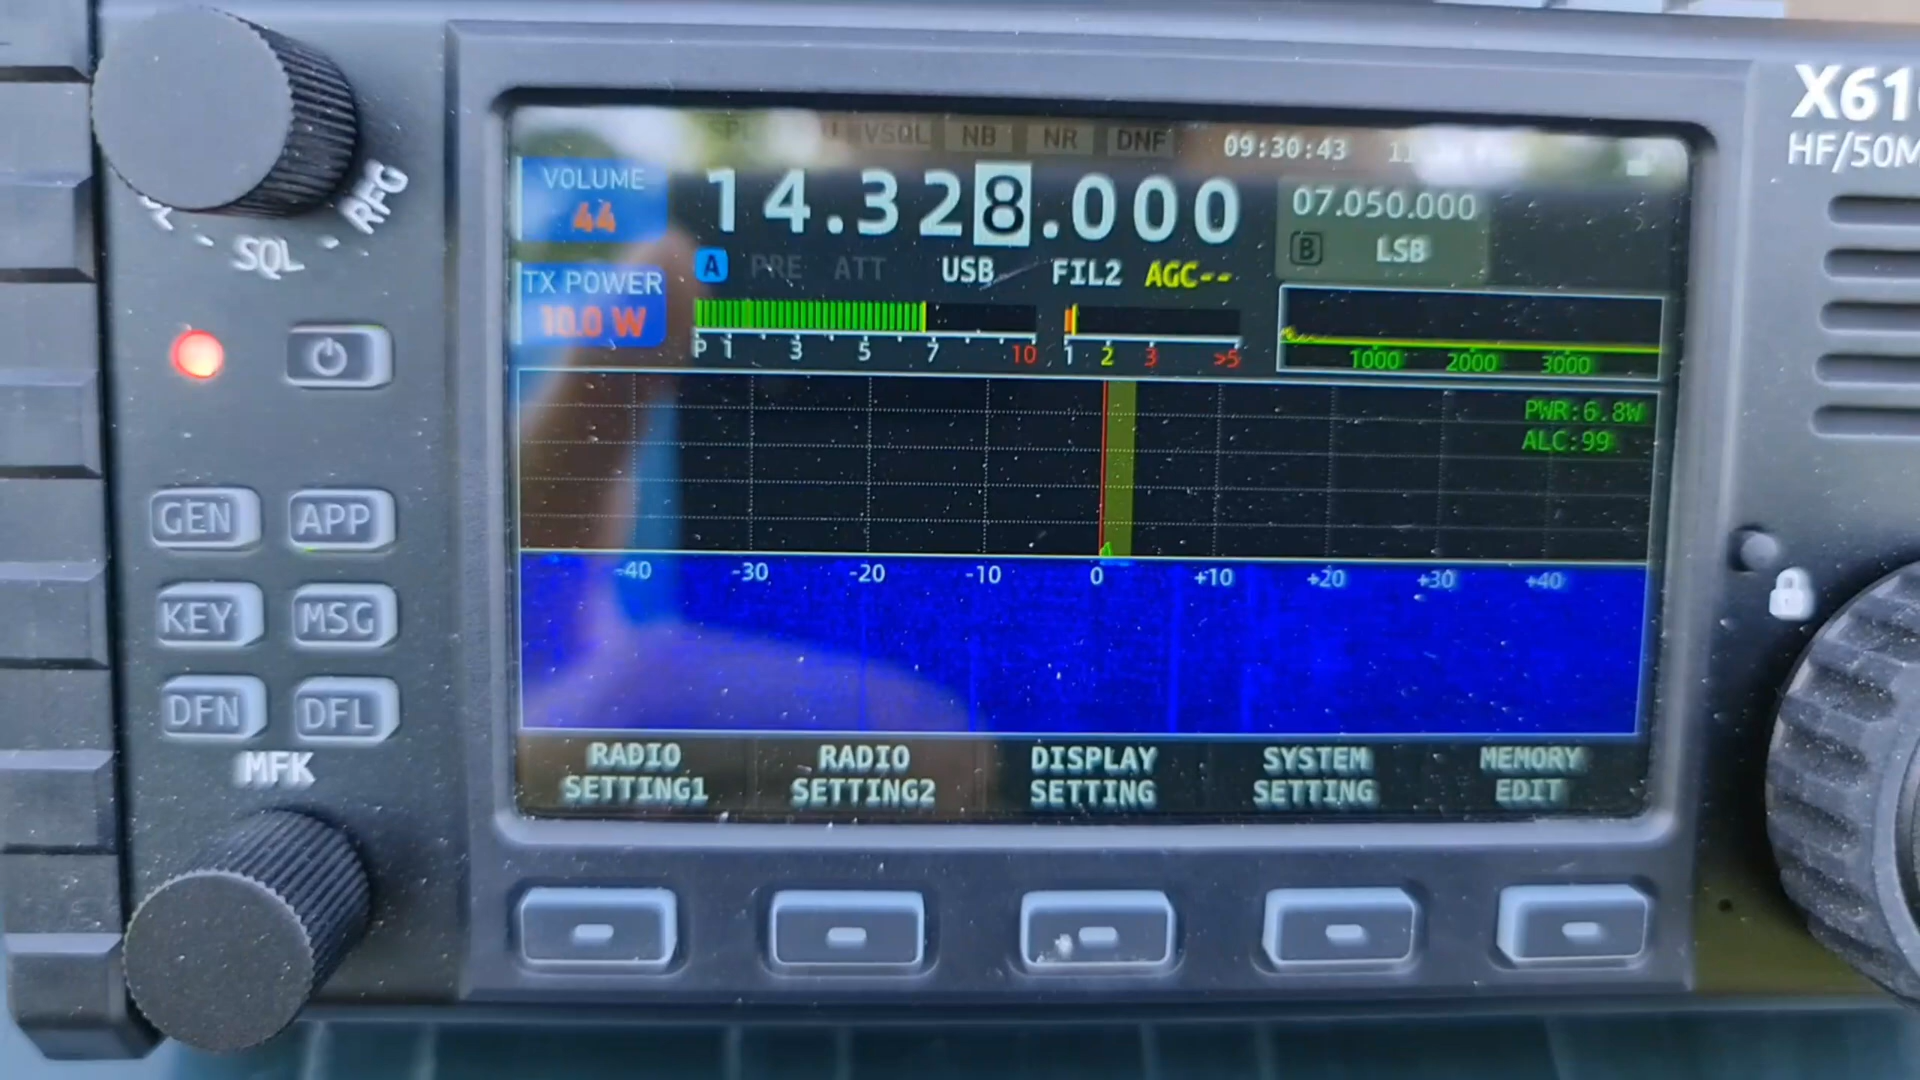 X61
HF/50M
RFG
SQL
VSQL NB NR DNF
09:30:43
VOLUME
44
14.328.000
07.050.000
B LSB
A PRE ATT USB FIL2 AGC--
TX POWER
10.0 W
P 1 3 5 7 10
1 2 3 >5
1000 2000 3000
PWR:6.8W
ALC:99
GEN APP
-40 -30 -20 -10 0 +10 +20 +30 +40
KEY MSG
DFN DFL
MFK
RADIO SETTING1
RADIO SETTING2
DISPLAY SETTING
SYSTEM SETTING
MEMORY EDIT